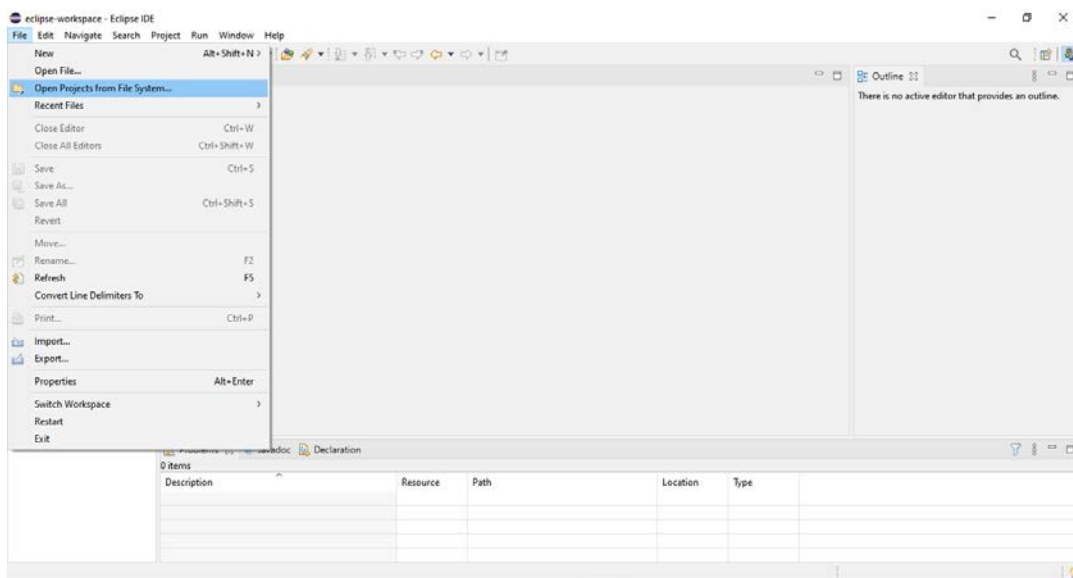 eclipse-workspace - Eclipse IDE
File Edit Navigate Search Project Run Window Help
New Alt+Shift+N >
Open File...
Open Projects from File System...
Recent Files >
Close Editor Ctrl+W
Close All Editors Ctrl+Shift+W
Save Ctrl+S
Save As...
Save All Ctrl+Shift+S
Revert
Move...
Rename... F2
Refresh F5
Convert Line Delimiters To >
Print... Ctrl+P
Import...
Export...
Properties Alt+Enter
Switch Workspace >
Restart
Exit
Outline
There is no active editor that provides an outline.
Problems Javadoc Declaration
0 items
Description Resource Path Location Type